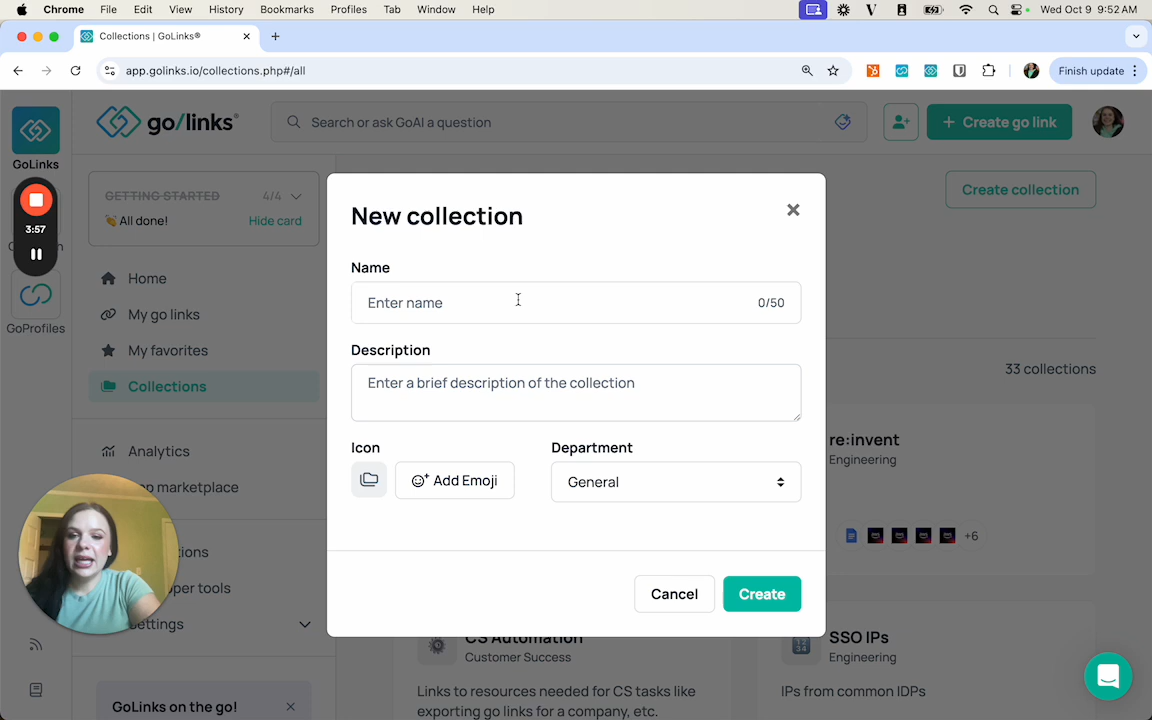 Chrome File Edit View History Bookmarks Profiles Tab Window Help Wed Oct 9 9:52 AM
Collections | GoLinks®
app.golinks.io/collections.php#/all
Finish update
GoLinks
go/links®
Search or ask GoAI a question
+ Create go link
GETTING STARTED 4/4
👏 All done! Hide card
3:57
GoProfiles
Home
My go links
My favorites
Collections
Analytics
marketplace
tools
GoLinks on the go!
New collection
Name
Enter name 0/50
Description
Enter a brief description of the collection
Icon Department
Add Emoji General
Cancel Create
Create collection
33 collections
re:invent
Engineering
+6
CS Automation
Customer Success
Links to resources needed for CS tasks like
exporting go links for a company, etc.
SSO IPs
Engineering
IPs from common IDPs